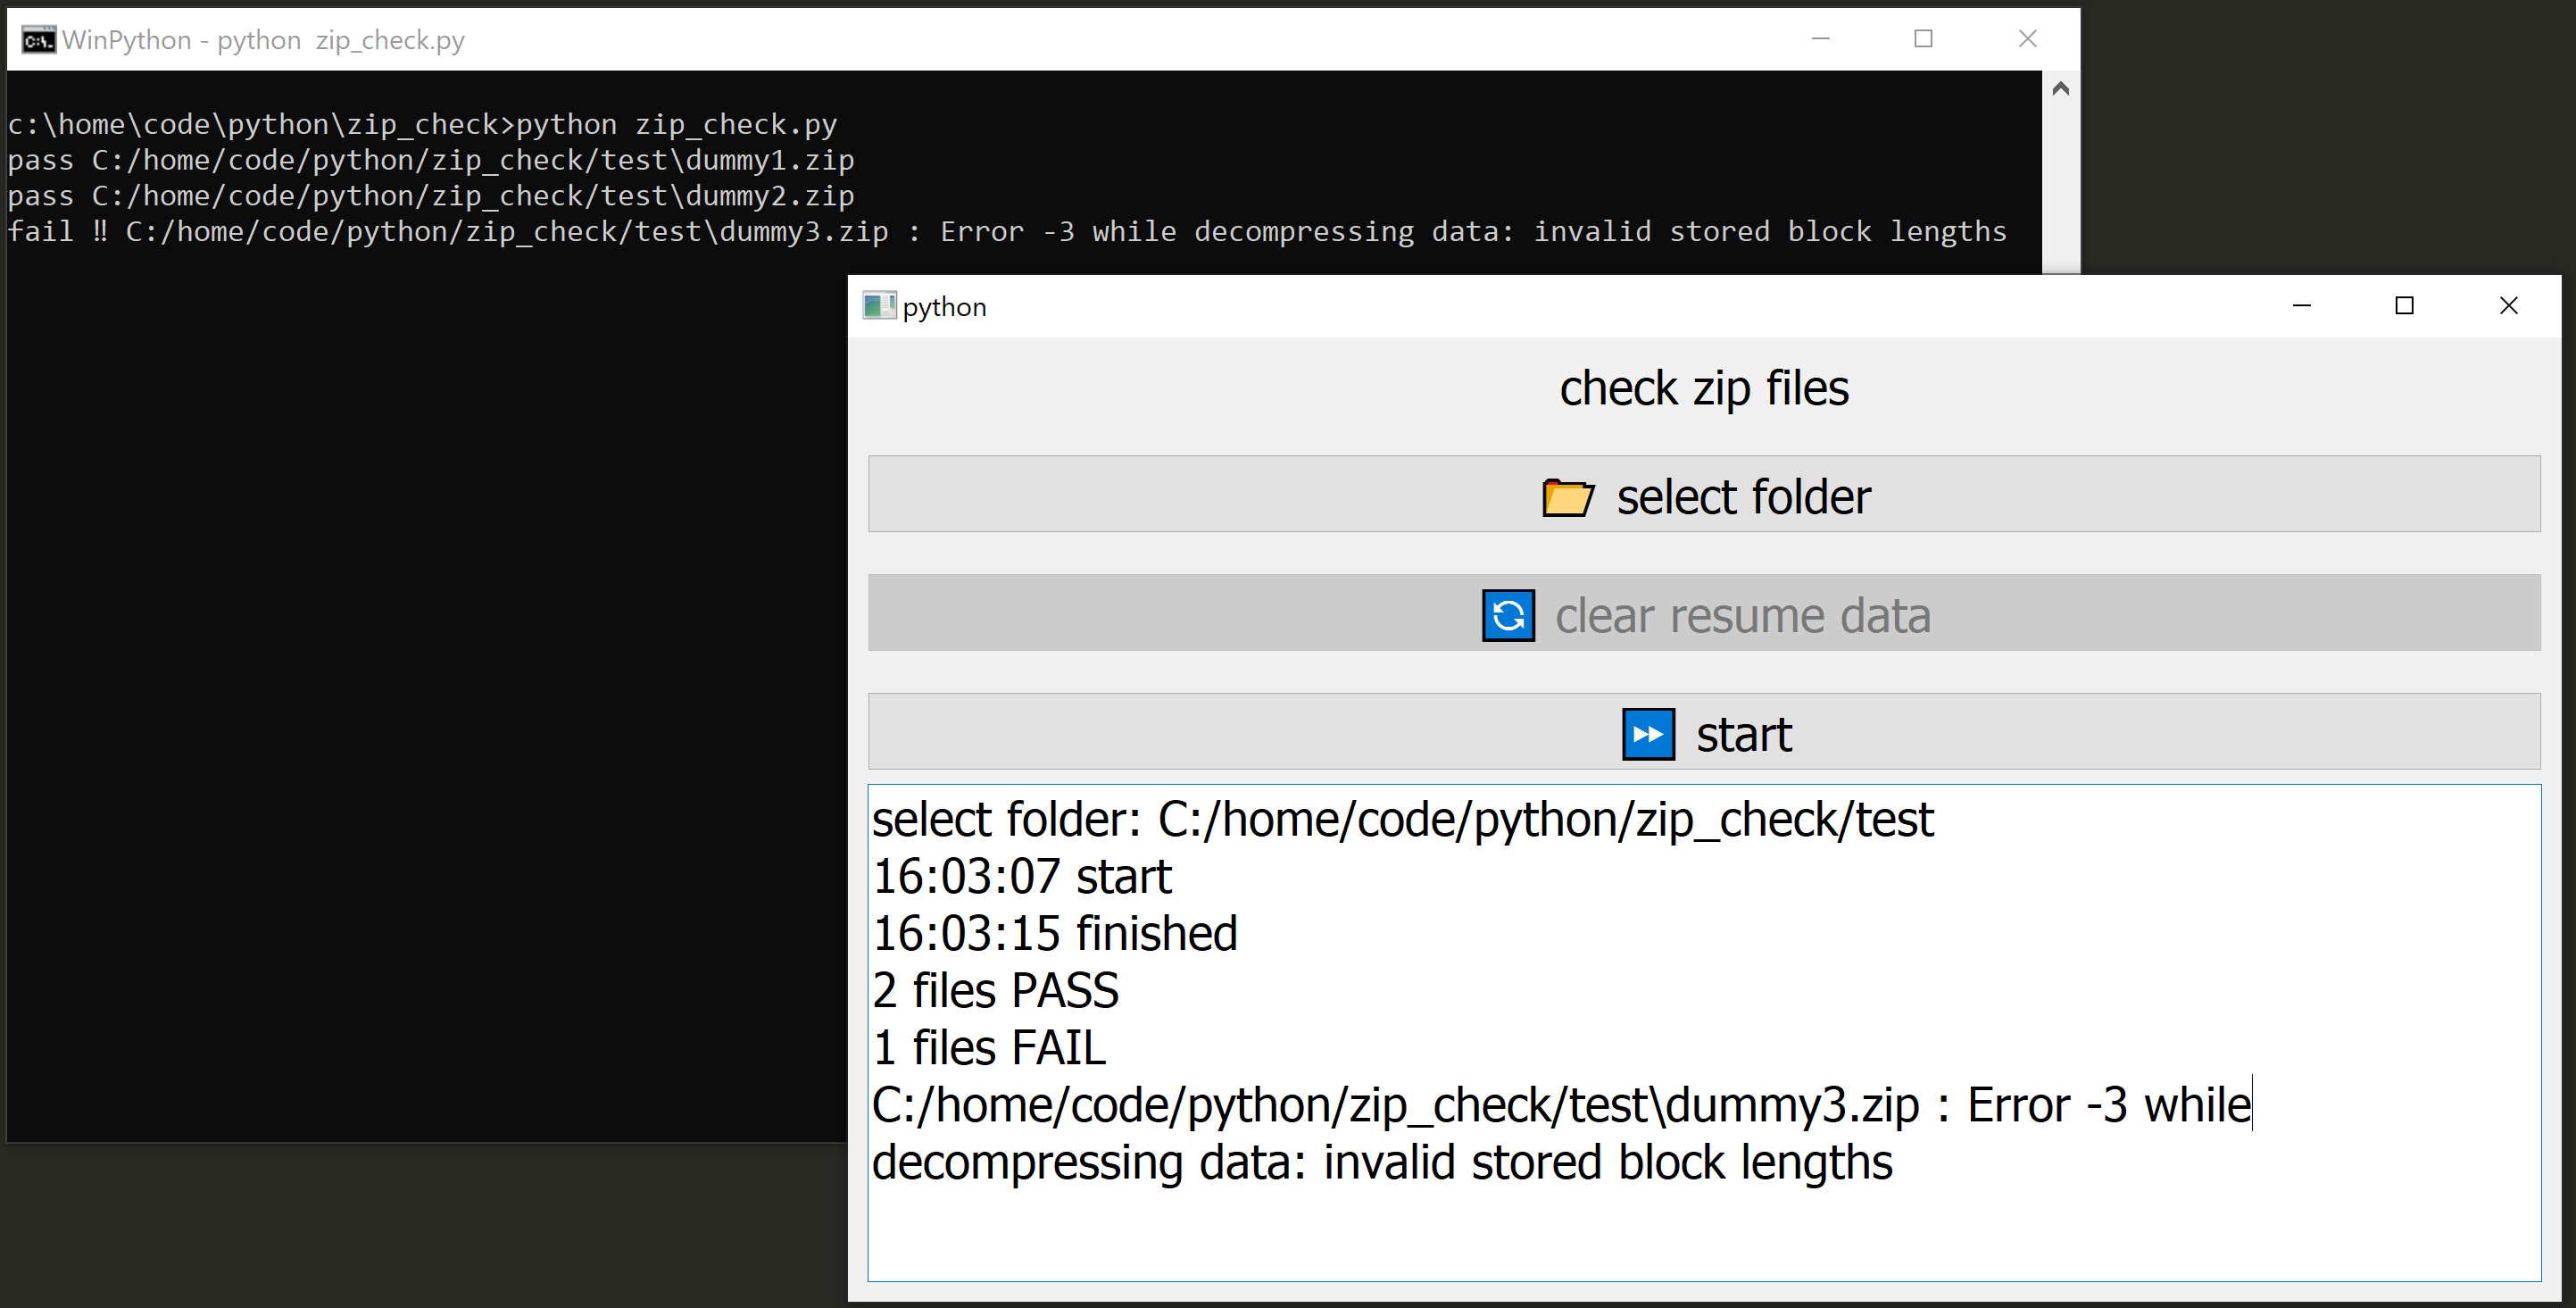 WinPython - python  zip_check.py
c:\home\code\python\zip_check>python zip_check.py
pass C:/home/code/python/zip_check/test\dummy1.zip
pass C:/home/code/python/zip_check/test\dummy2.zip
fail ‼ C:/home/code/python/zip_check/test\dummy3.zip : Error -3 while decompressing data: invalid stored block lengths
python
check zip files
select folder
clear resume data
start
select folder: C:/home/code/python/zip_check/test
16:03:07 start
16:03:15 finished
2 files PASS
1 files FAIL
C:/home/code/python/zip_check/test\dummy3.zip : Error -3 while
decompressing data: invalid stored block lengths